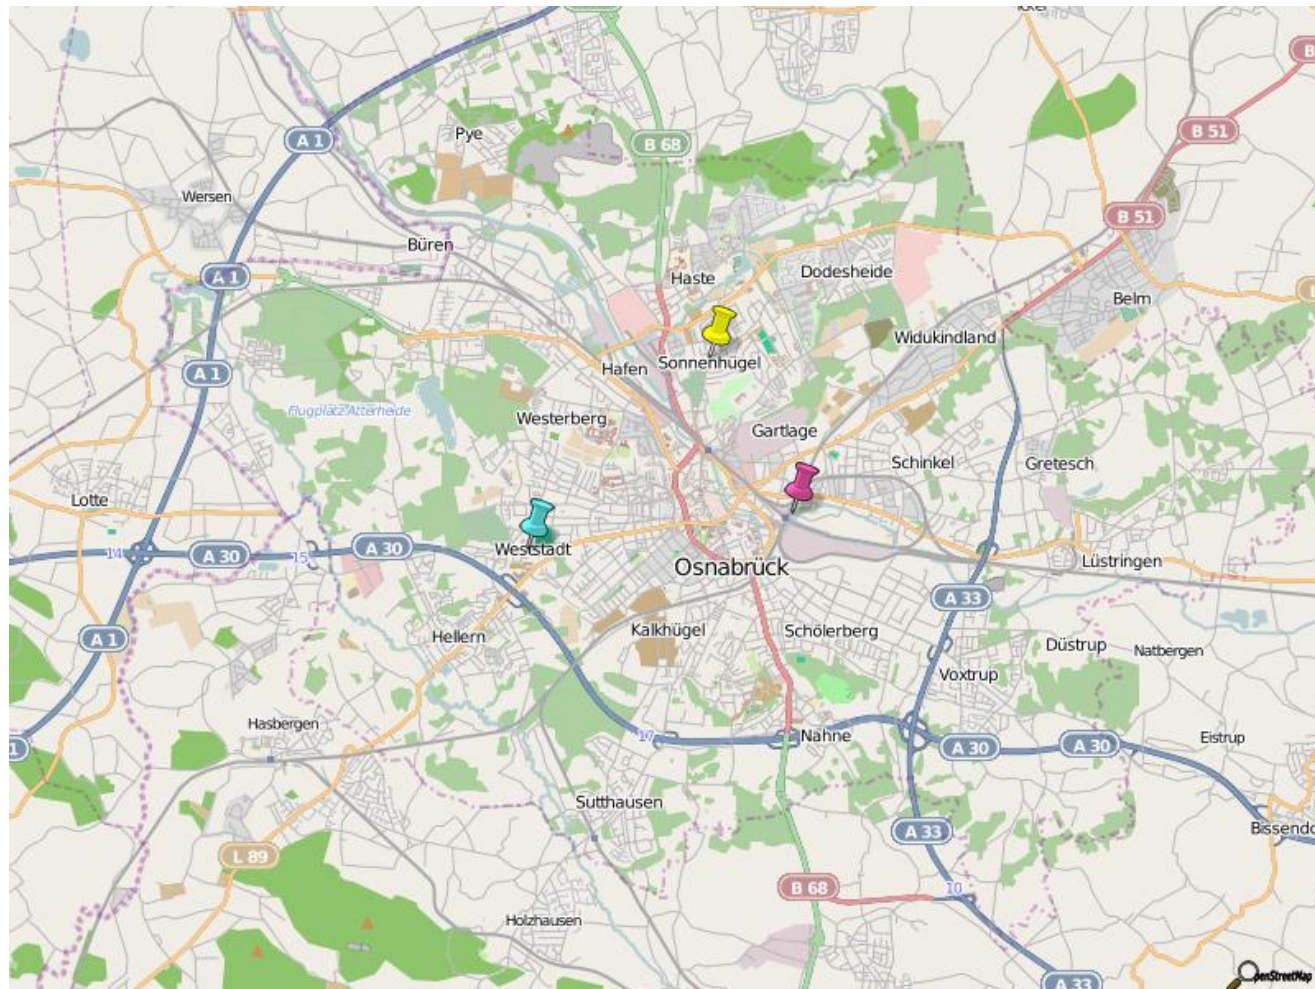 A 1
Pye
B 68
B 51
Wersen
B 51
Büren
A 1
Haste
Dodesheide
Belm
Widukindland
Sonnenhügel
Hafen
A 1
Flugplatz Atterheide
Westerberg
Gartlage
Schinkel
Gretesch
Lotte
14
A 30
15
A 30
Weststadt
Osnabrück
Lüstringen
A 33
A 1
Hellern
Kalkhügel
Schölerberg
Düstrup
Natbergen
Voxtrup
Hasbergen
17
Nahne
A 30
A 30
Eistrup
1
Sutthausen
A 33
Bissendo
L 89
B 68
10
Holzhausen
OpenStreetMap
A 33